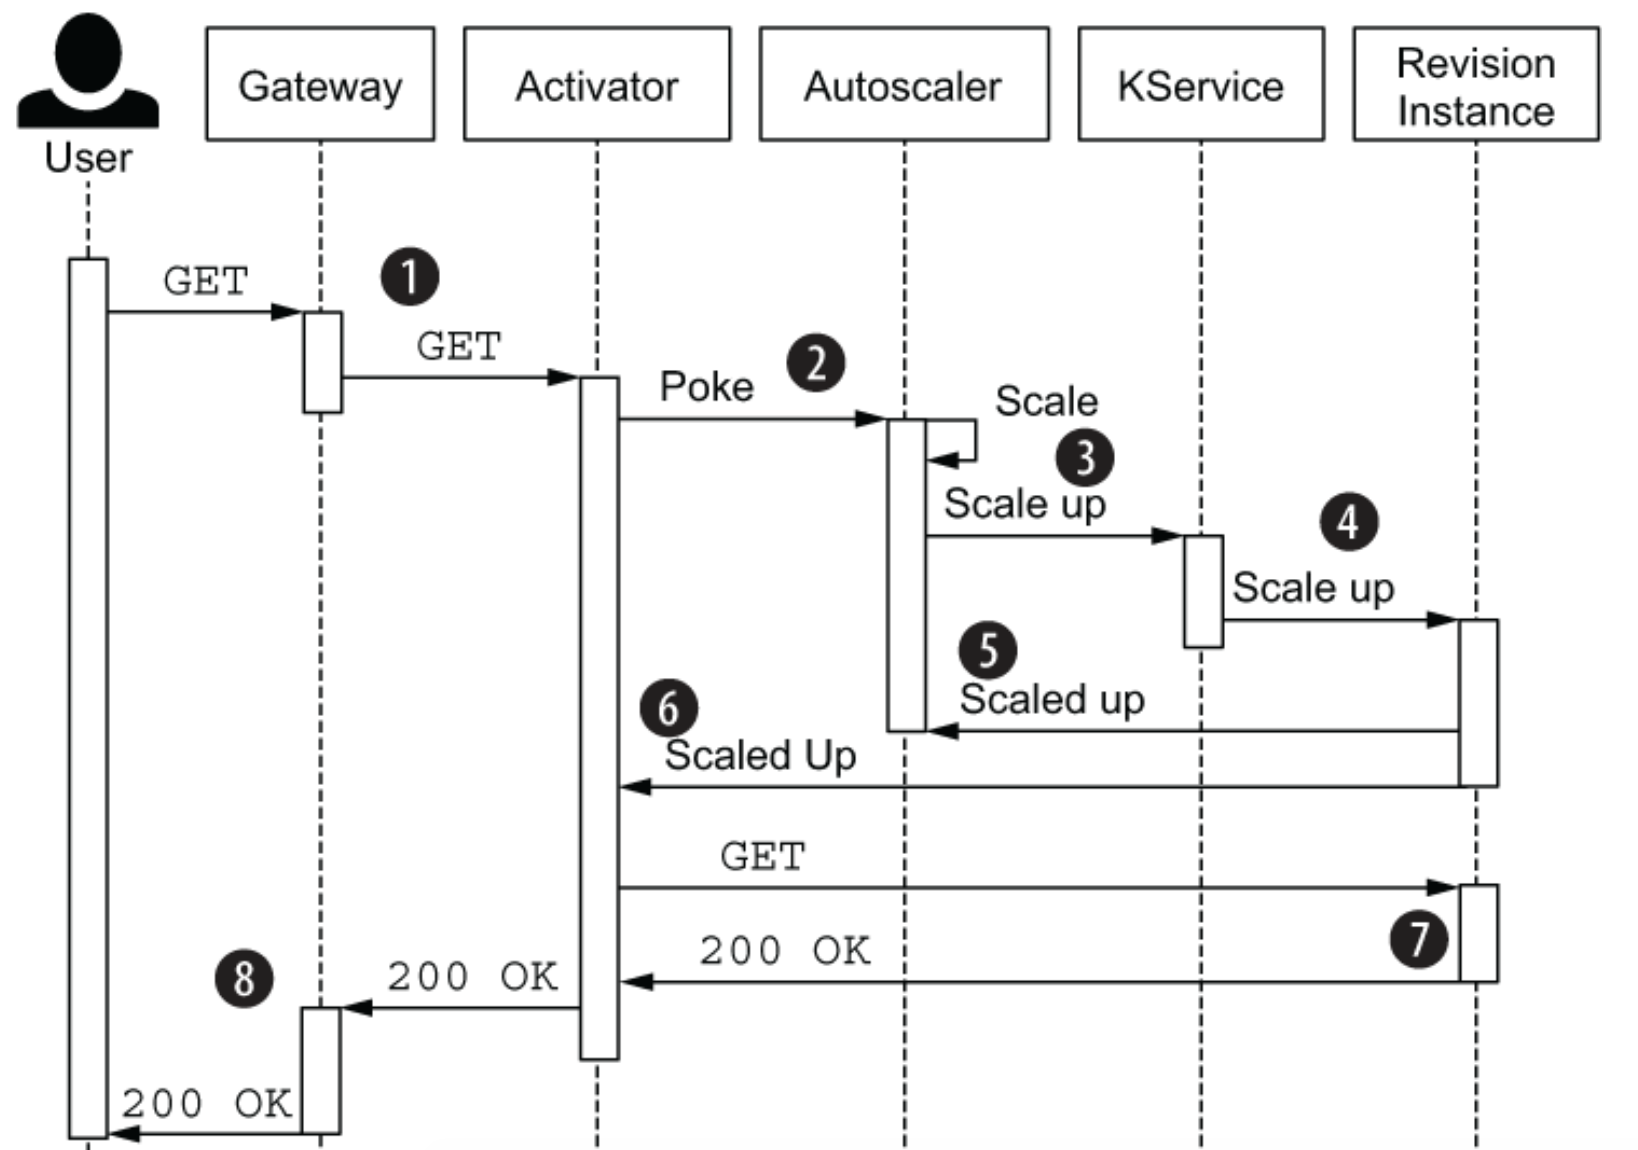 User
Gateway
Activator
Autoscaler
KService
Revision
Instance
GET
1
GET
Poke
2
Scale
3
Scale up
4
Scale up
5
Scaled up
6
Scaled Up
GET
7
200 OK
8
200 OK
200 OK